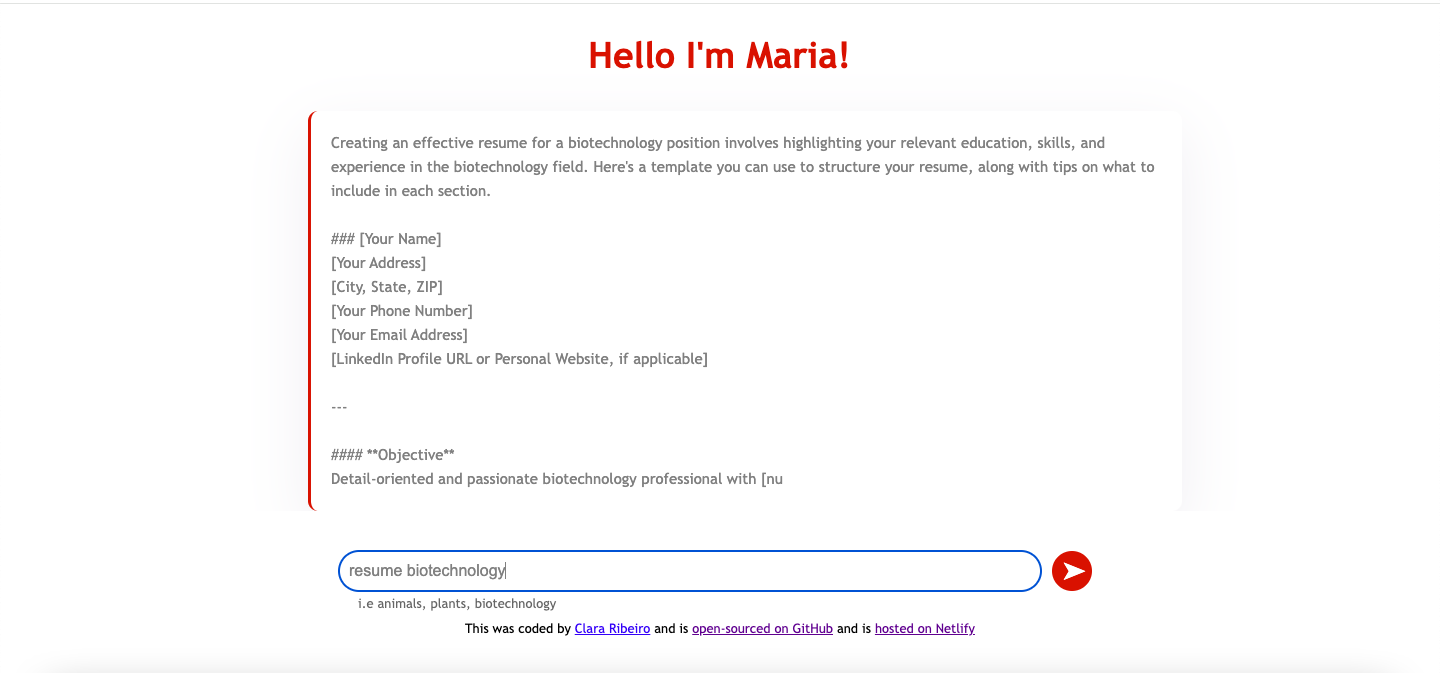 Hello I'm Maria!
Creating an effective resume for a biotechnology position involves highlighting your relevant education, skills, and
experience in the biotechnology field. Here's a template you can use to structure your resume, along with tips on what to
include in each section.
### [Your Name]
[Your Address]
[City, State, ZIP]
[Your Phone Number]
[Your Email Address]
[LinkedIn Profile URL or Personal Website, if applicable]
---
#### **Objective**
Detail-oriented and passionate biotechnology professional with [nu
resume biotechnology
i.e animals, plants, biotechnology
This was coded by Clara Ribeiro and is open-sourced on GitHub and is hosted on Netlify